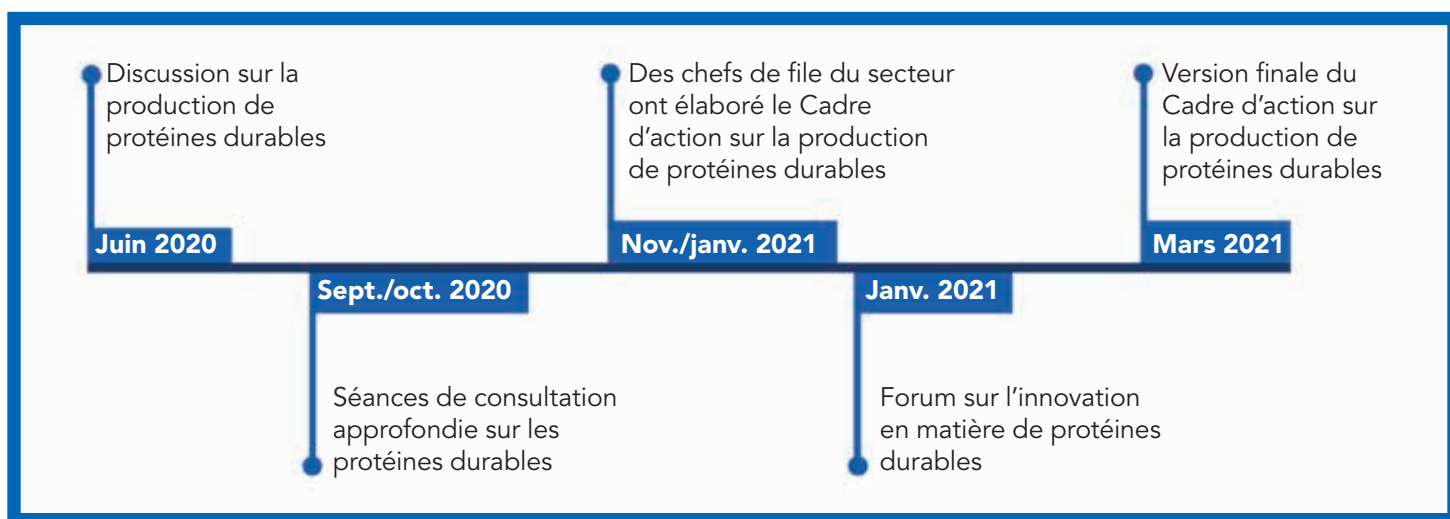 Discussion sur la
production de
protéines durables
Juin 2020
Sept./oct. 2020
Séances de consultation
approfondie sur les
protéines durables
Des chefs de file du secteur
ont élaboré le Cadre
d’action sur la production
de protéines durables
Nov./janv. 2021
Janv. 2021
Forum sur l’innovation
en matière de protéines
durables
Version finale du
Cadre d’action sur
la production de
protéines durables
Mars 2021